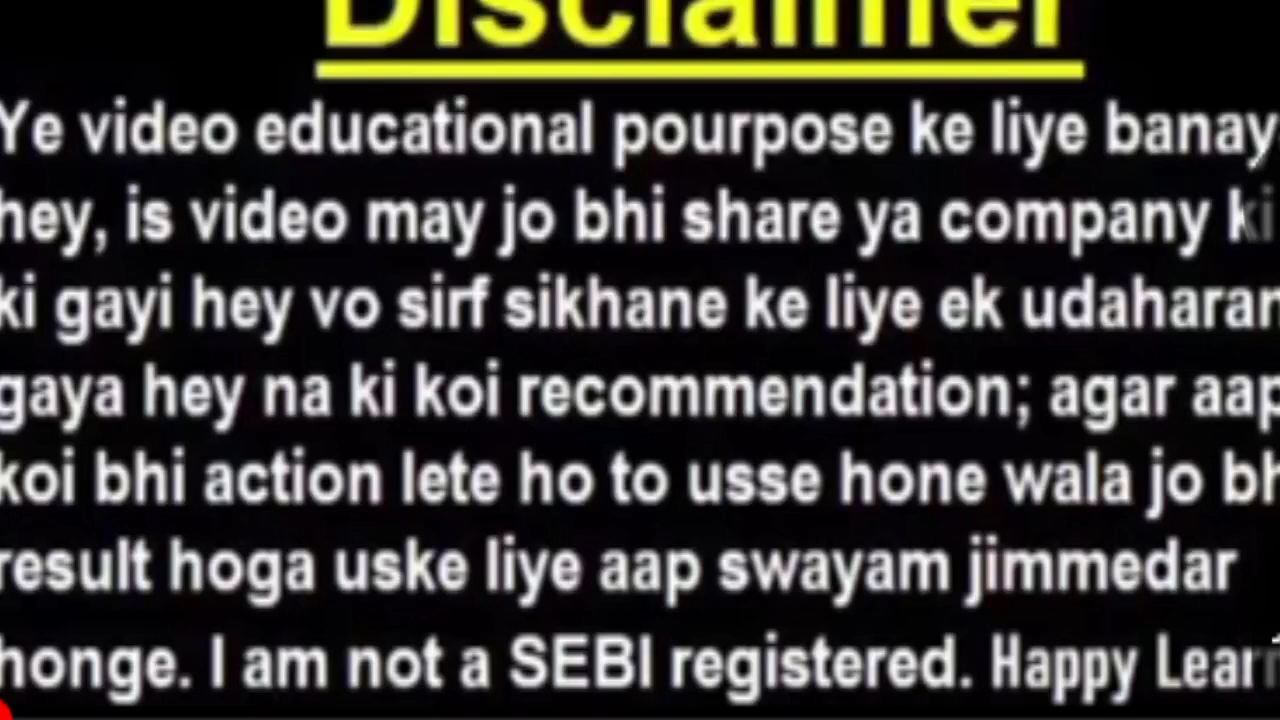 Disclaimer
Ye video educational pourpose ke liye banay
hey, is video may jo bhi share ya company ki
ki gayi hey vo sirf sikhane ke liye ek udaharan
gaya hey na ki koi recommendation; agar aap
koi bhi action lete ho to usse hone wala jo bh
result hoga uske liye aap swayam jimmedar
honge. I am not a SEBI registered. Happy Learn